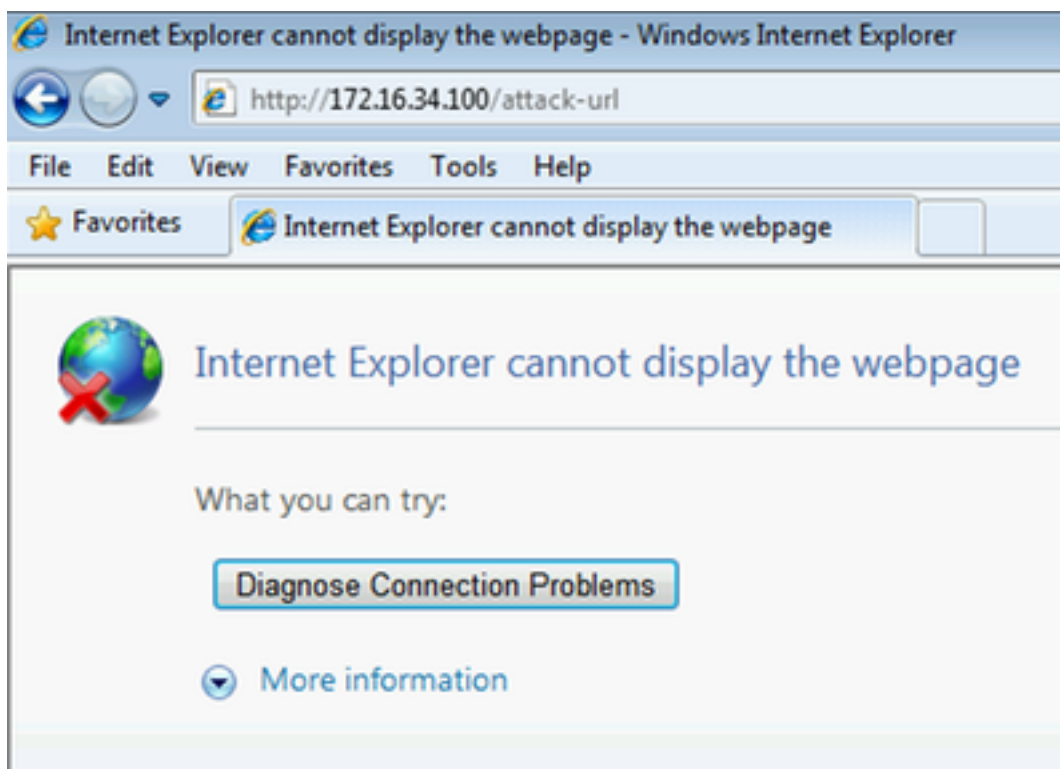 Internet Explorer cannot display the webpage - Windows Internet Explorer
http://172.16.34.100/attack-url
File Edit View Favorites Tools Help
Favorites Internet Explorer cannot display the webpage
Internet Explorer cannot display the webpage
What you can try:
Diagnose Connection Problems
More information